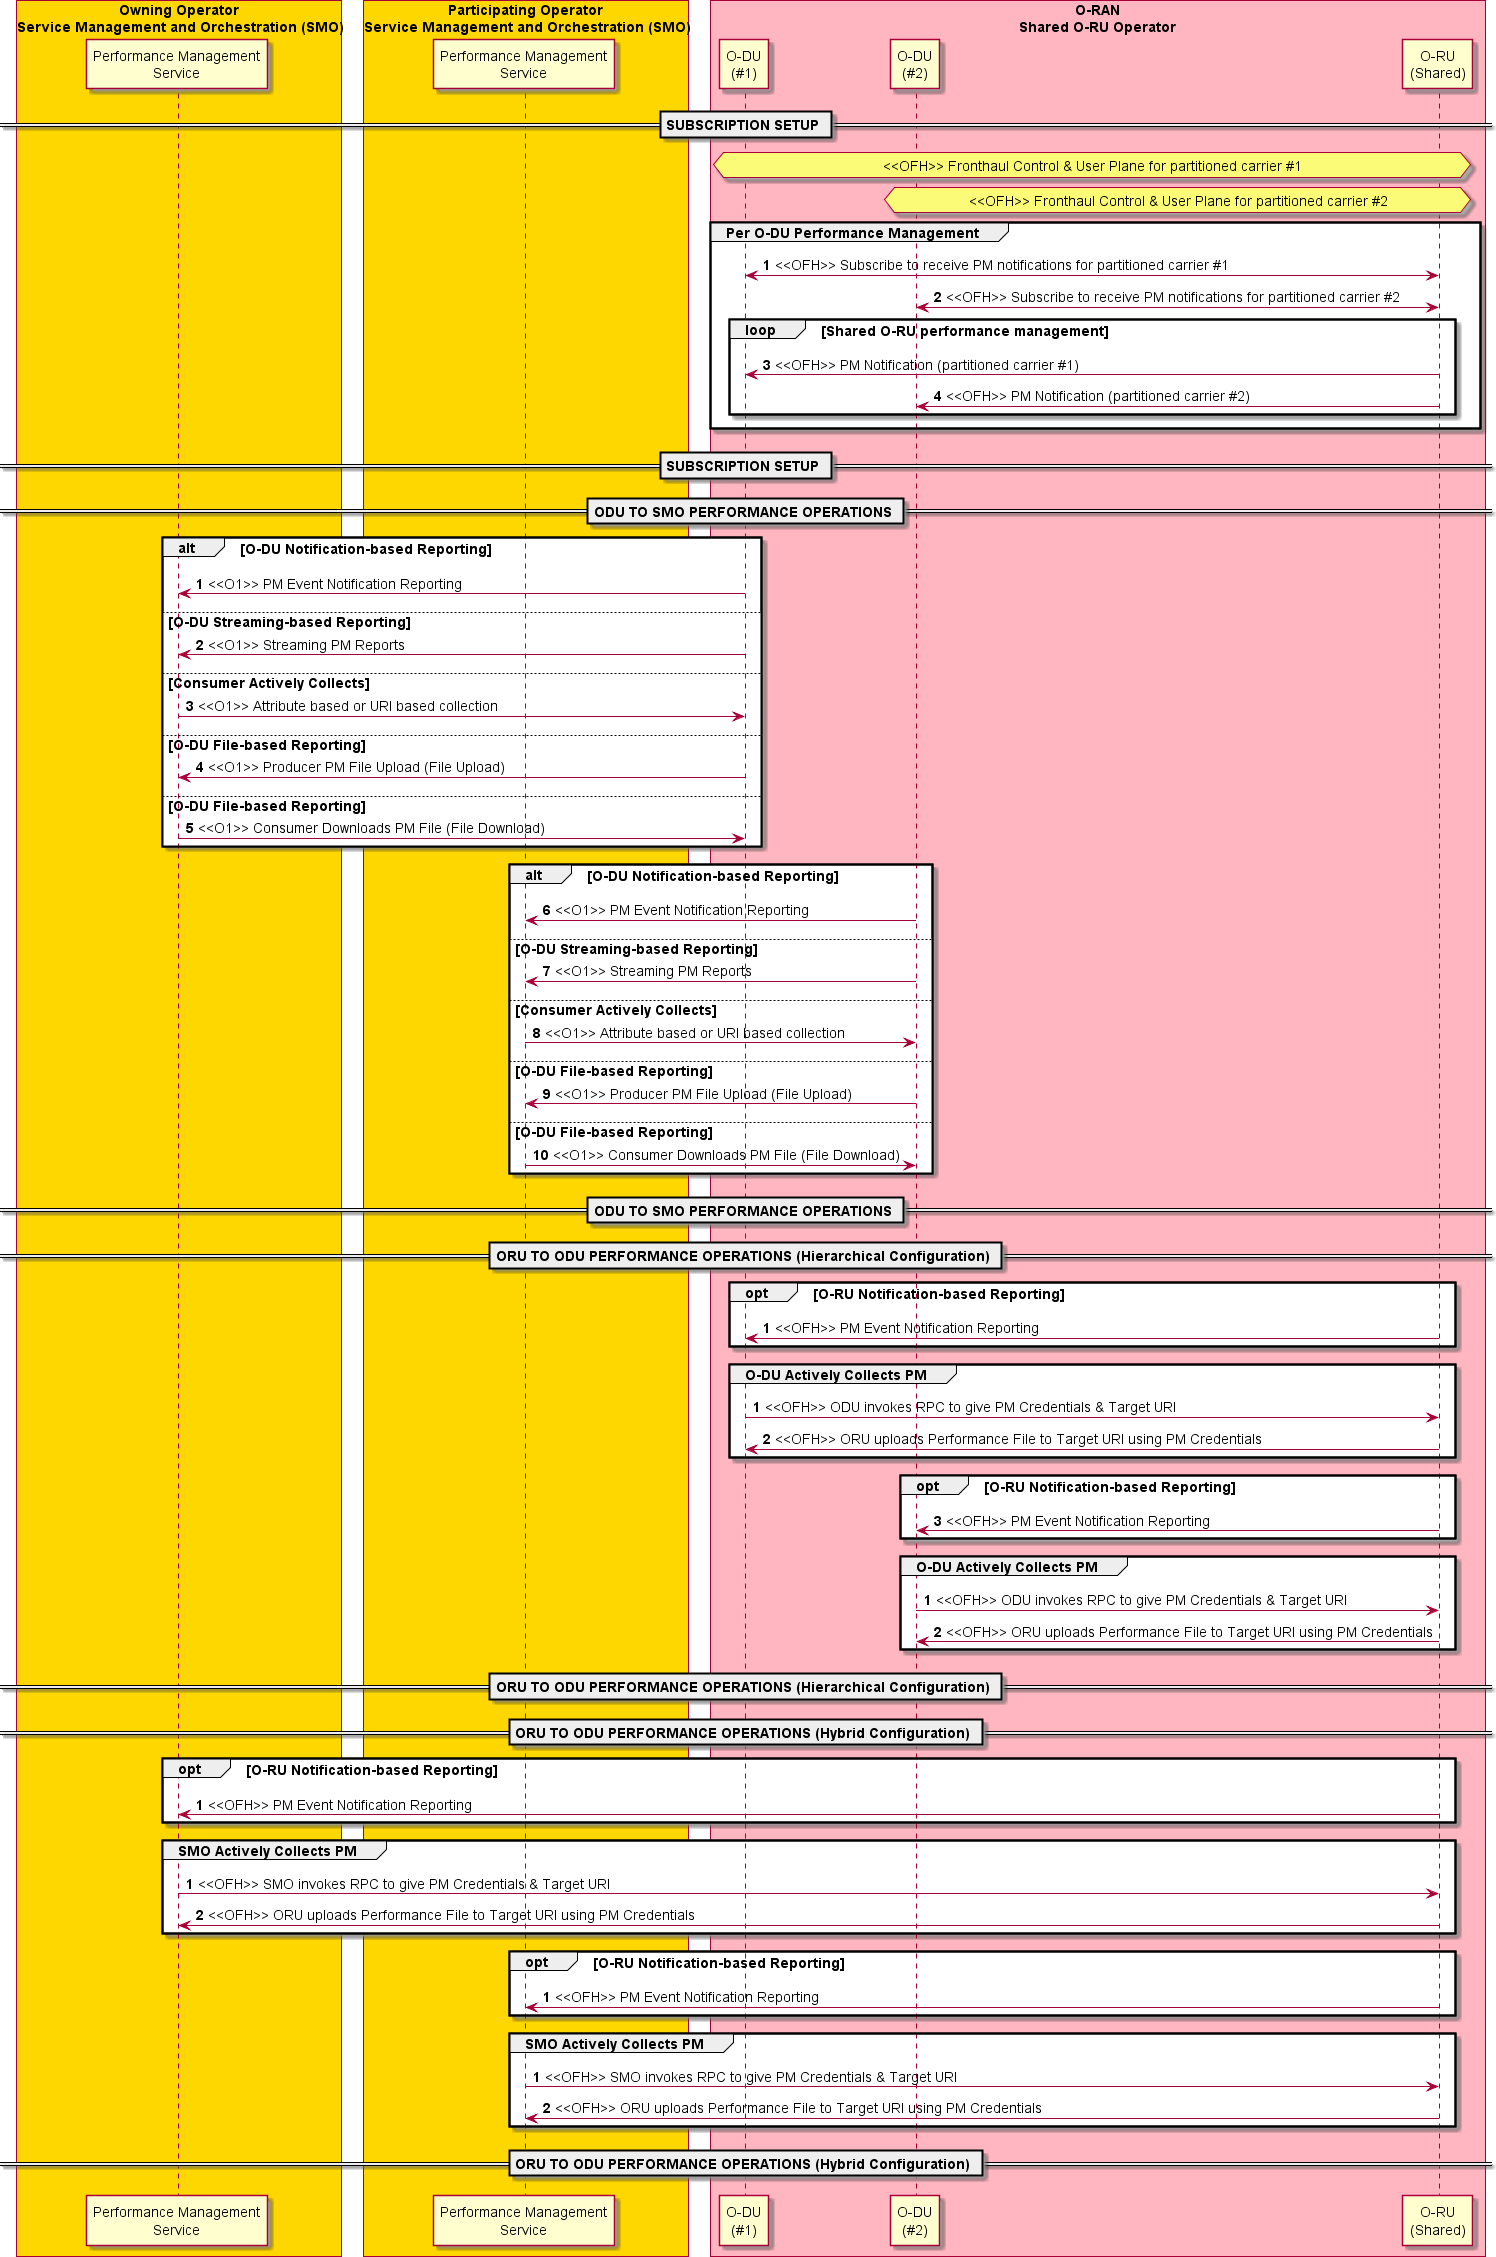 Owning Operator
Service Management and Orchestration (SMO)
Participating Operator
Service Management and Orchestration (SMO)
O-RAN
Shared O-RU Operator
Performance Management
Service
Performance Management
Service
O-DU
(#1)
O-DU
(#2)
O-RU
(Shared)
SUBSCRIPTION SETUP
<<OFH>> Fronthaul Control & User Plane for partitioned carrier #1
<<OFH>> Fronthaul Control & User Plane for partitioned carrier #2
Per O-DU Performance Management
1 <<OFH>> Subscribe to receive PM notifications for partitioned carrier #1
2 <<OFH>> Subscribe to receive PM notifications for partitioned carrier #2
loop [Shared O-RU performance management]
3 <<OFH>> PM Notification (partitioned carrier #1)
4 <<OFH>> PM Notification (partitioned carrier #2)
SUBSCRIPTION SETUP
ODU TO SMO PERFORMANCE OPERATIONS
alt [O-DU Notification-based Reporting]
1 <<O1>> PM Event Notification Reporting
[O-DU Streaming-based Reporting]
2 <<O1>> Streaming PM Reports
[Consumer Actively Collects]
3 <<O1>> Attribute based or URI based collection
[O-DU File-based Reporting]
4 <<O1>> Producer PM File Upload (File Upload)
[O-DU File-based Reporting]
5 <<O1>> Consumer Downloads PM File (File Download)
alt [O-DU Notification-based Reporting]
6 <<O1>> PM Event Notification Reporting
[O-DU Streaming-based Reporting]
7 <<O1>> Streaming PM Reports
[Consumer Actively Collects]
8 <<O1>> Attribute based or URI based collection
[O-DU File-based Reporting]
9 <<O1>> Producer PM File Upload (File Upload)
[O-DU File-based Reporting]
10 <<O1>> Consumer Downloads PM File (File Download)
ODU TO SMO PERFORMANCE OPERATIONS
ORU TO ODU PERFORMANCE OPERATIONS (Hierarchical Configuration)
opt [O-RU Notification-based Reporting]
1 <<OFH>> PM Event Notification Reporting
O-DU Actively Collects PM
1 <<OFH>> ODU invokes RPC to give PM Credentials & Target URI
2 <<OFH>> ORU uploads Performance File to Target URI using PM Credentials
opt [O-RU Notification-based Reporting]
3 <<OFH>> PM Event Notification Reporting
O-DU Actively Collects PM
1 <<OFH>> ODU invokes RPC to give PM Credentials & Target URI
2 <<OFH>> ORU uploads Performance File to Target URI using PM Credentials
ORU TO ODU PERFORMANCE OPERATIONS (Hierarchical Configuration)
ORU TO ODU PERFORMANCE OPERATIONS (Hybrid Configuration)
opt [O-RU Notification-based Reporting]
1 <<OFH>> PM Event Notification Reporting
SMO Actively Collects PM
1 <<OFH>> SMO invokes RPC to give PM Credentials & Target URI
2 <<OFH>> ORU uploads Performance File to Target URI using PM Credentials
opt [O-RU Notification-based Reporting]
1 <<OFH>> PM Event Notification Reporting
SMO Actively Collects PM
1 <<OFH>> SMO invokes RPC to give PM Credentials & Target URI
2 <<OFH>> ORU uploads Performance File to Target URI using PM Credentials
ORU TO ODU PERFORMANCE OPERATIONS (Hybrid Configuration)
Performance Management
Service
Performance Management
Service
O-DU
(#1)
O-DU
(#2)
O-RU
(Shared)